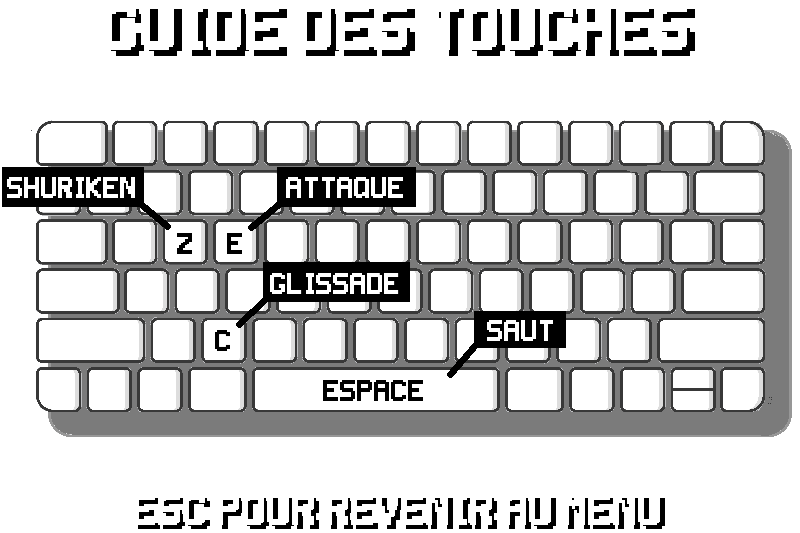 GUIDE DES TOUCHES
SHURIKEN
ATTAQUE
Z
E
GLISSADE
C
SAUT
ESPACE
ESC POUR REVENIR AU MENU